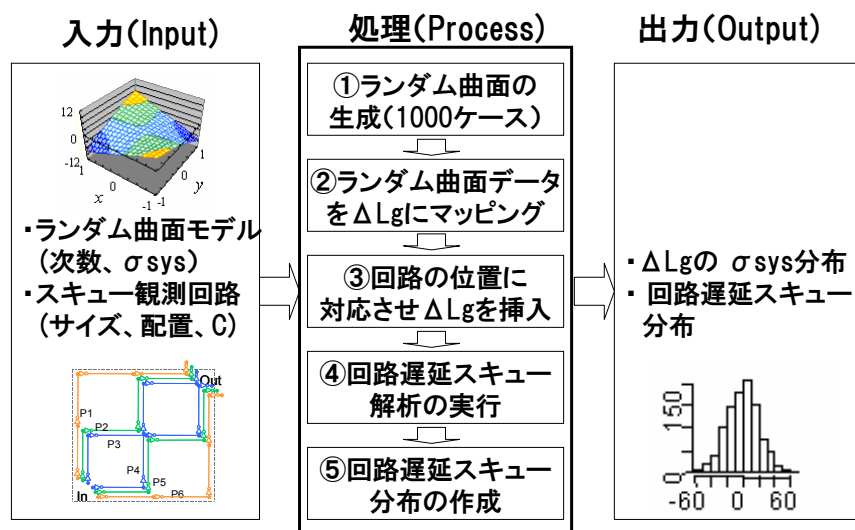 入力(Input)
12
0
-12
1
0
-1
-1
0
1
x
y
・ランダム曲面モデル
(次数、σsys)
・スキュー観測回路
(サイズ、配置、C)
Out
P1
P2
P3
P4
P5
P6
In
処理(Process)
①ランダム曲面の
生成(1000ケース)
②ランダム曲面データ
をΔLgにマッピング
③回路の位置に
対応させΔLgを挿入
④回路遅延スキュー
解析の実行
⑤回路遅延スキュー
分布の作成
出力(Output)
・ΔLgの σsys分布
・ 回路遅延スキュー
分布
150
0
-60 0 60